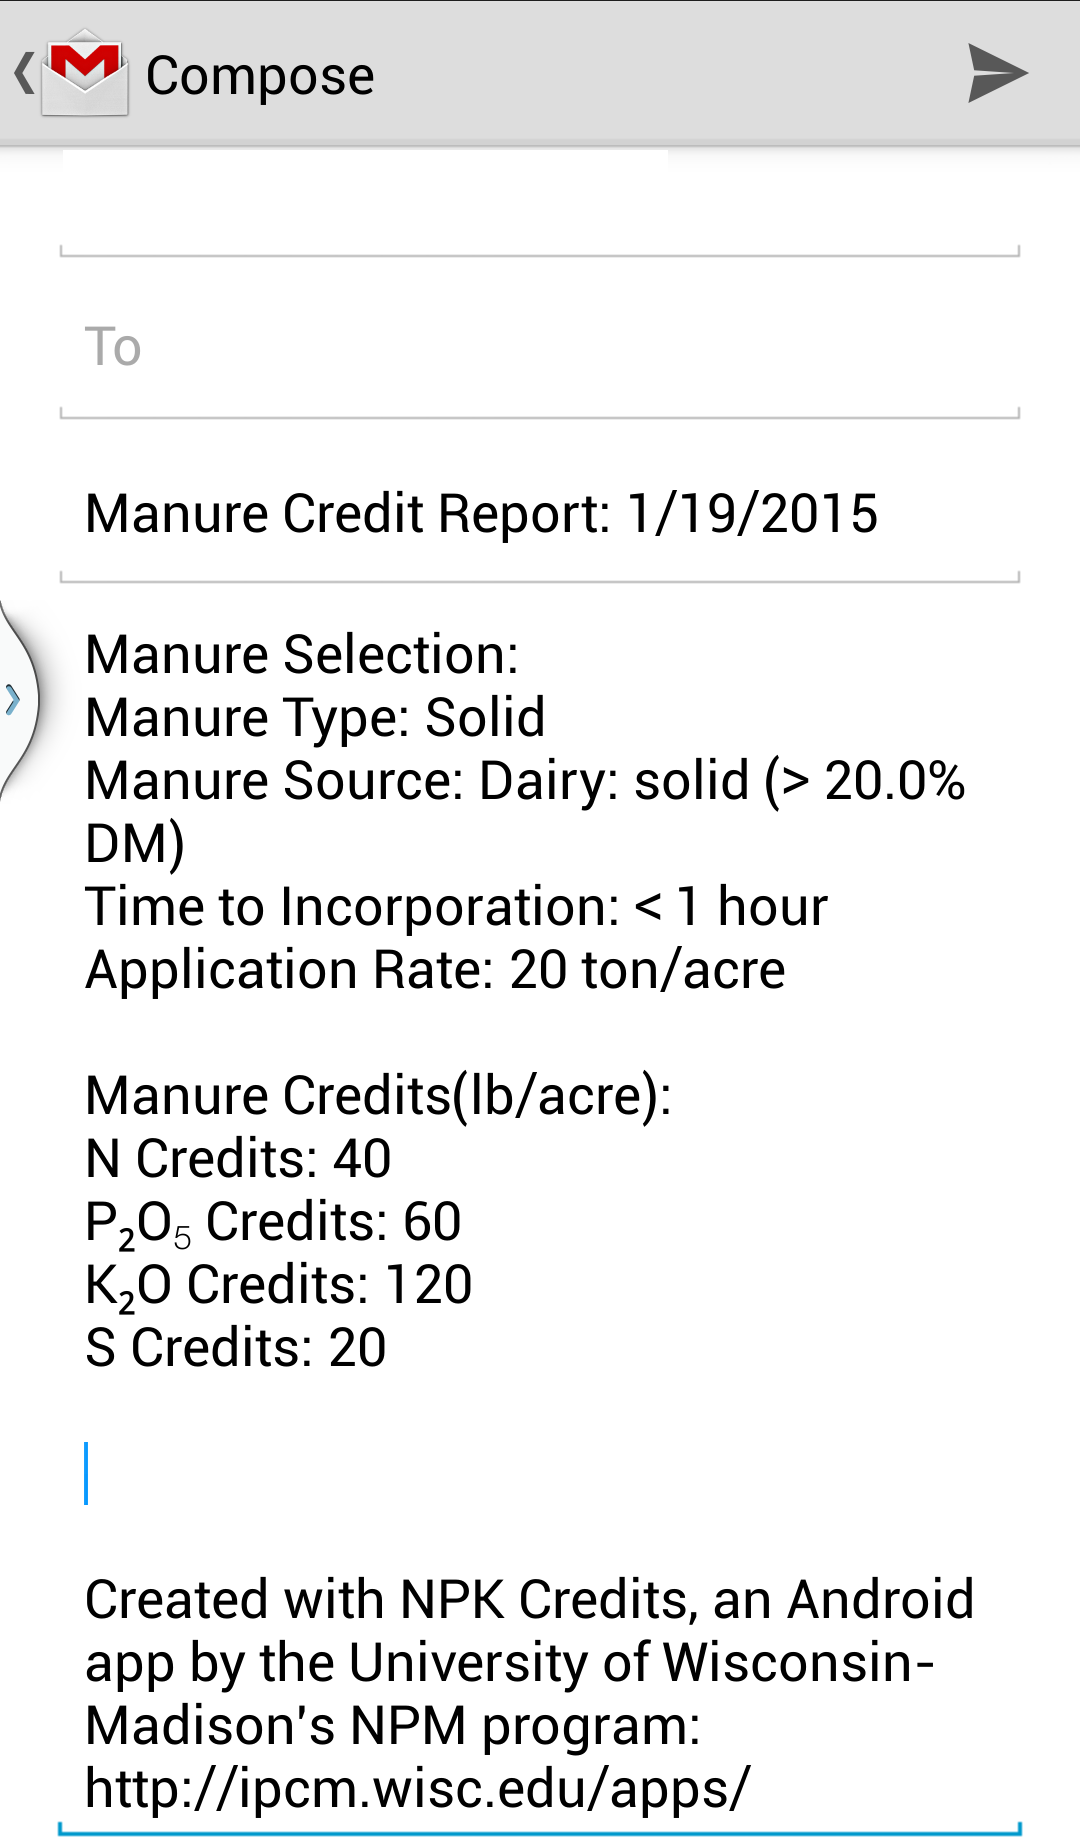 Compose
To
Manure Credit Report: 1/19/2015
Manure Selection:
Manure Type: Solid
Manure Source: Dairy: solid (> 20.0%
DM)
Time to Incorporation: < 1 hour
Application Rate: 20 ton/acre
Manure Credits(lb/acre):
N Credits: 40
P₂O₅ Credits: 60
K₂O Credits: 120
S Credits: 20
Created with NPK Credits, an Android
app by the University of Wisconsin-
Madison's NPM program:
http://ipcm.wisc.edu/apps/